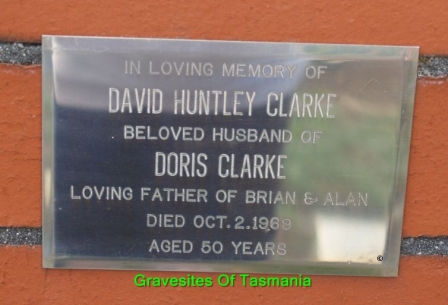 IN LOVING MEMORY OF
DAVID HUNTLEY CLARKE
BELOVED HUSBAND OF
DORIS CLARKE
LOVING FATHER OF BRIAN & ALAN
DIED OCT. 2. 1969
AGED 50 YEARS
©
Gravesites Of Tasmania